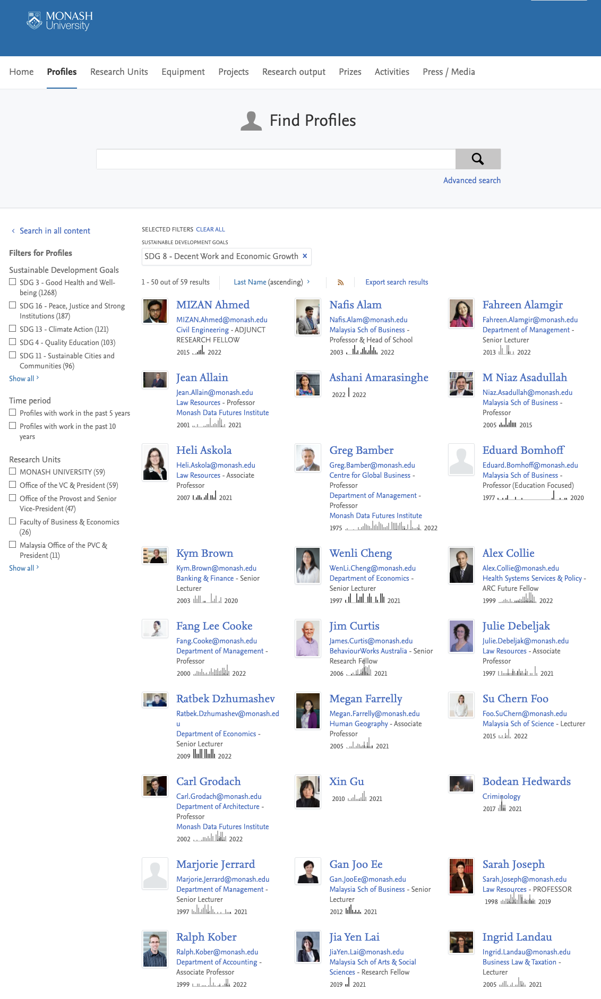 MONASH
University
Home Profiles Research Units Equipment Projects Research output Prizes Activities Press / Media
Find Profiles
Advanced search
Search in all content
Filters for Profiles
Sustainable Development Goals
SDG 3 - Good Health and Well-
being (1268)
SDG 16 - Peace, Justice and Strong
Institutions (187)
SDG 13 - Climate Action (121)
SDG 4 - Quality Education (103)
SDG 11 - Sustainable Cities and
Communities (96)
Show all
Time period
Profiles with work in the past 5 years
Profiles with work in the past 10
years
Research Units
MONASH UNIVERSITY (59)
Office of the VC & President (59)
Office of the Provost and Senior
Vice-President (47)
Faculty of Business & Economics
(26)
Malaysia Office of the PVC &
President (11)
Show all
SELECTED FILTERS CLEAR ALL
SUSTAINABLE DEVELOPMENT GOALS
SDG 8 - Decent Work and Economic Growth ×
1 - 50 out of 59 results Last Name (ascending) Export search results
MIZAN Ahmed
MIZAN.Ahmed@monash.edu
Civil Engineering - ADJUNCT
RESEARCH FELLOW
2015 2022
Nafis Alam
Nafis.Alam@monash.edu
Malaysia Sch of Business -
Professor & Head of School
2003 2022
Fahreen Alamgir
Fahreen.Alamgir@monash.edu
Department of Management -
Senior Lecturer
2013 2022
Jean Allain
Jean.Allain@monash.edu
Law Resources - Professor
Monash Data Futures Institute
2001 2021
Ashani Amarasinghe
2022 2022
M Niaz Asadullah
Niaz.Asadullah@monash.edu
Malaysia Sch of Business -
Professor
2005 2015
Heli Askola
Heli.Askola@monash.edu
Law Resources - Associate
Professor
2007 2021
Greg Bamber
Greg.Bamber@monash.edu
Centre for Global Business -
Professor
Department of Management -
Professor
Monash Data Futures Institute
1975 2022
Eduard Bomhoff
Eduard.Bomhoff@monash.edu
Malaysia Sch of Business -
Professor (Education Focused)
1977 2020
Kym Brown
Kym.Brown@monash.edu
Banking & Finance - Senior
Lecturer
2003 2020
Wenli Cheng
WenLi.Cheng@monash.edu
Department of Economics -
Senior Lecturer
1997 2021
Alex Collie
Alex.Collie@monash.edu
Health Systems Services & Policy -
ARC Future Fellow
1999 2022
Fang Lee Cooke
Fang.Cooke@monash.edu
Department of Management -
Professor
2000 2022
Jim Curtis
James.Curtis@monash.edu
BehaviourWorks Australia - Senior
Research Fellow
2006 2021
Julie Debeljak
Julie.Debeljak@monash.edu
Law Resources - Associate
Professor
1997 2021
Ratbek Dzhumashev
Ratbek.Dzhumashev@monash.ed
u
Department of Economics -
Senior Lecturer
2009 2022
Megan Farrelly
Megan.Farrelly@monash.edu
Human Geography - Associate
Professor
2005 2021
Su Chern Foo
Foo.SuChern@monash.edu
Malaysia Sch of Science - Lecturer
2015 2022
Carl Grodach
Carl.Grodach@monash.edu
Department of Architecture -
Professor
Monash Data Futures Institute
2002 2022
Xin Gu
2010 2021
Bodean Hedwards
Criminology
2017 2021
Marjorie Jerrard
Marjorie.Jerrard@monash.edu
Department of Management -
Senior Lecturer
1997 2021
Gan Joo Ee
Gan.JooEe@monash.edu
Malaysia Sch of Business - Senior
Lecturer
2012 2021
Sarah Joseph
Sarah.Joseph@monash.edu
Law Resources - PROFESSOR
1998 2019
Ralph Kober
Ralph.Kober@monash.edu
Department of Accounting -
Associate Professor
1999 2022
Jia Yen Lai
JiaYen.Lai@monash.edu
Malaysia Sch of Arts & Social
Sciences - Research Fellow
2019 2021
Ingrid Landau
Ingrid.Landau@monash.edu
Business Law & Taxation -
Lecturer
2005 2021